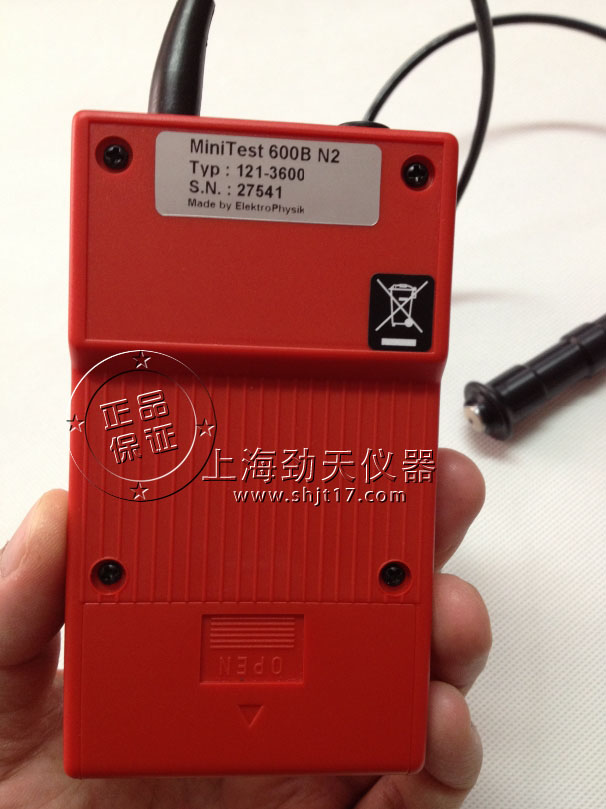 MiniTest 600B N2
Typ : 121-3600
S.N. : 27541
Made by ElektroPhysik
正品
保证
上海劲天仪器
www.shjt17.com
OPEN